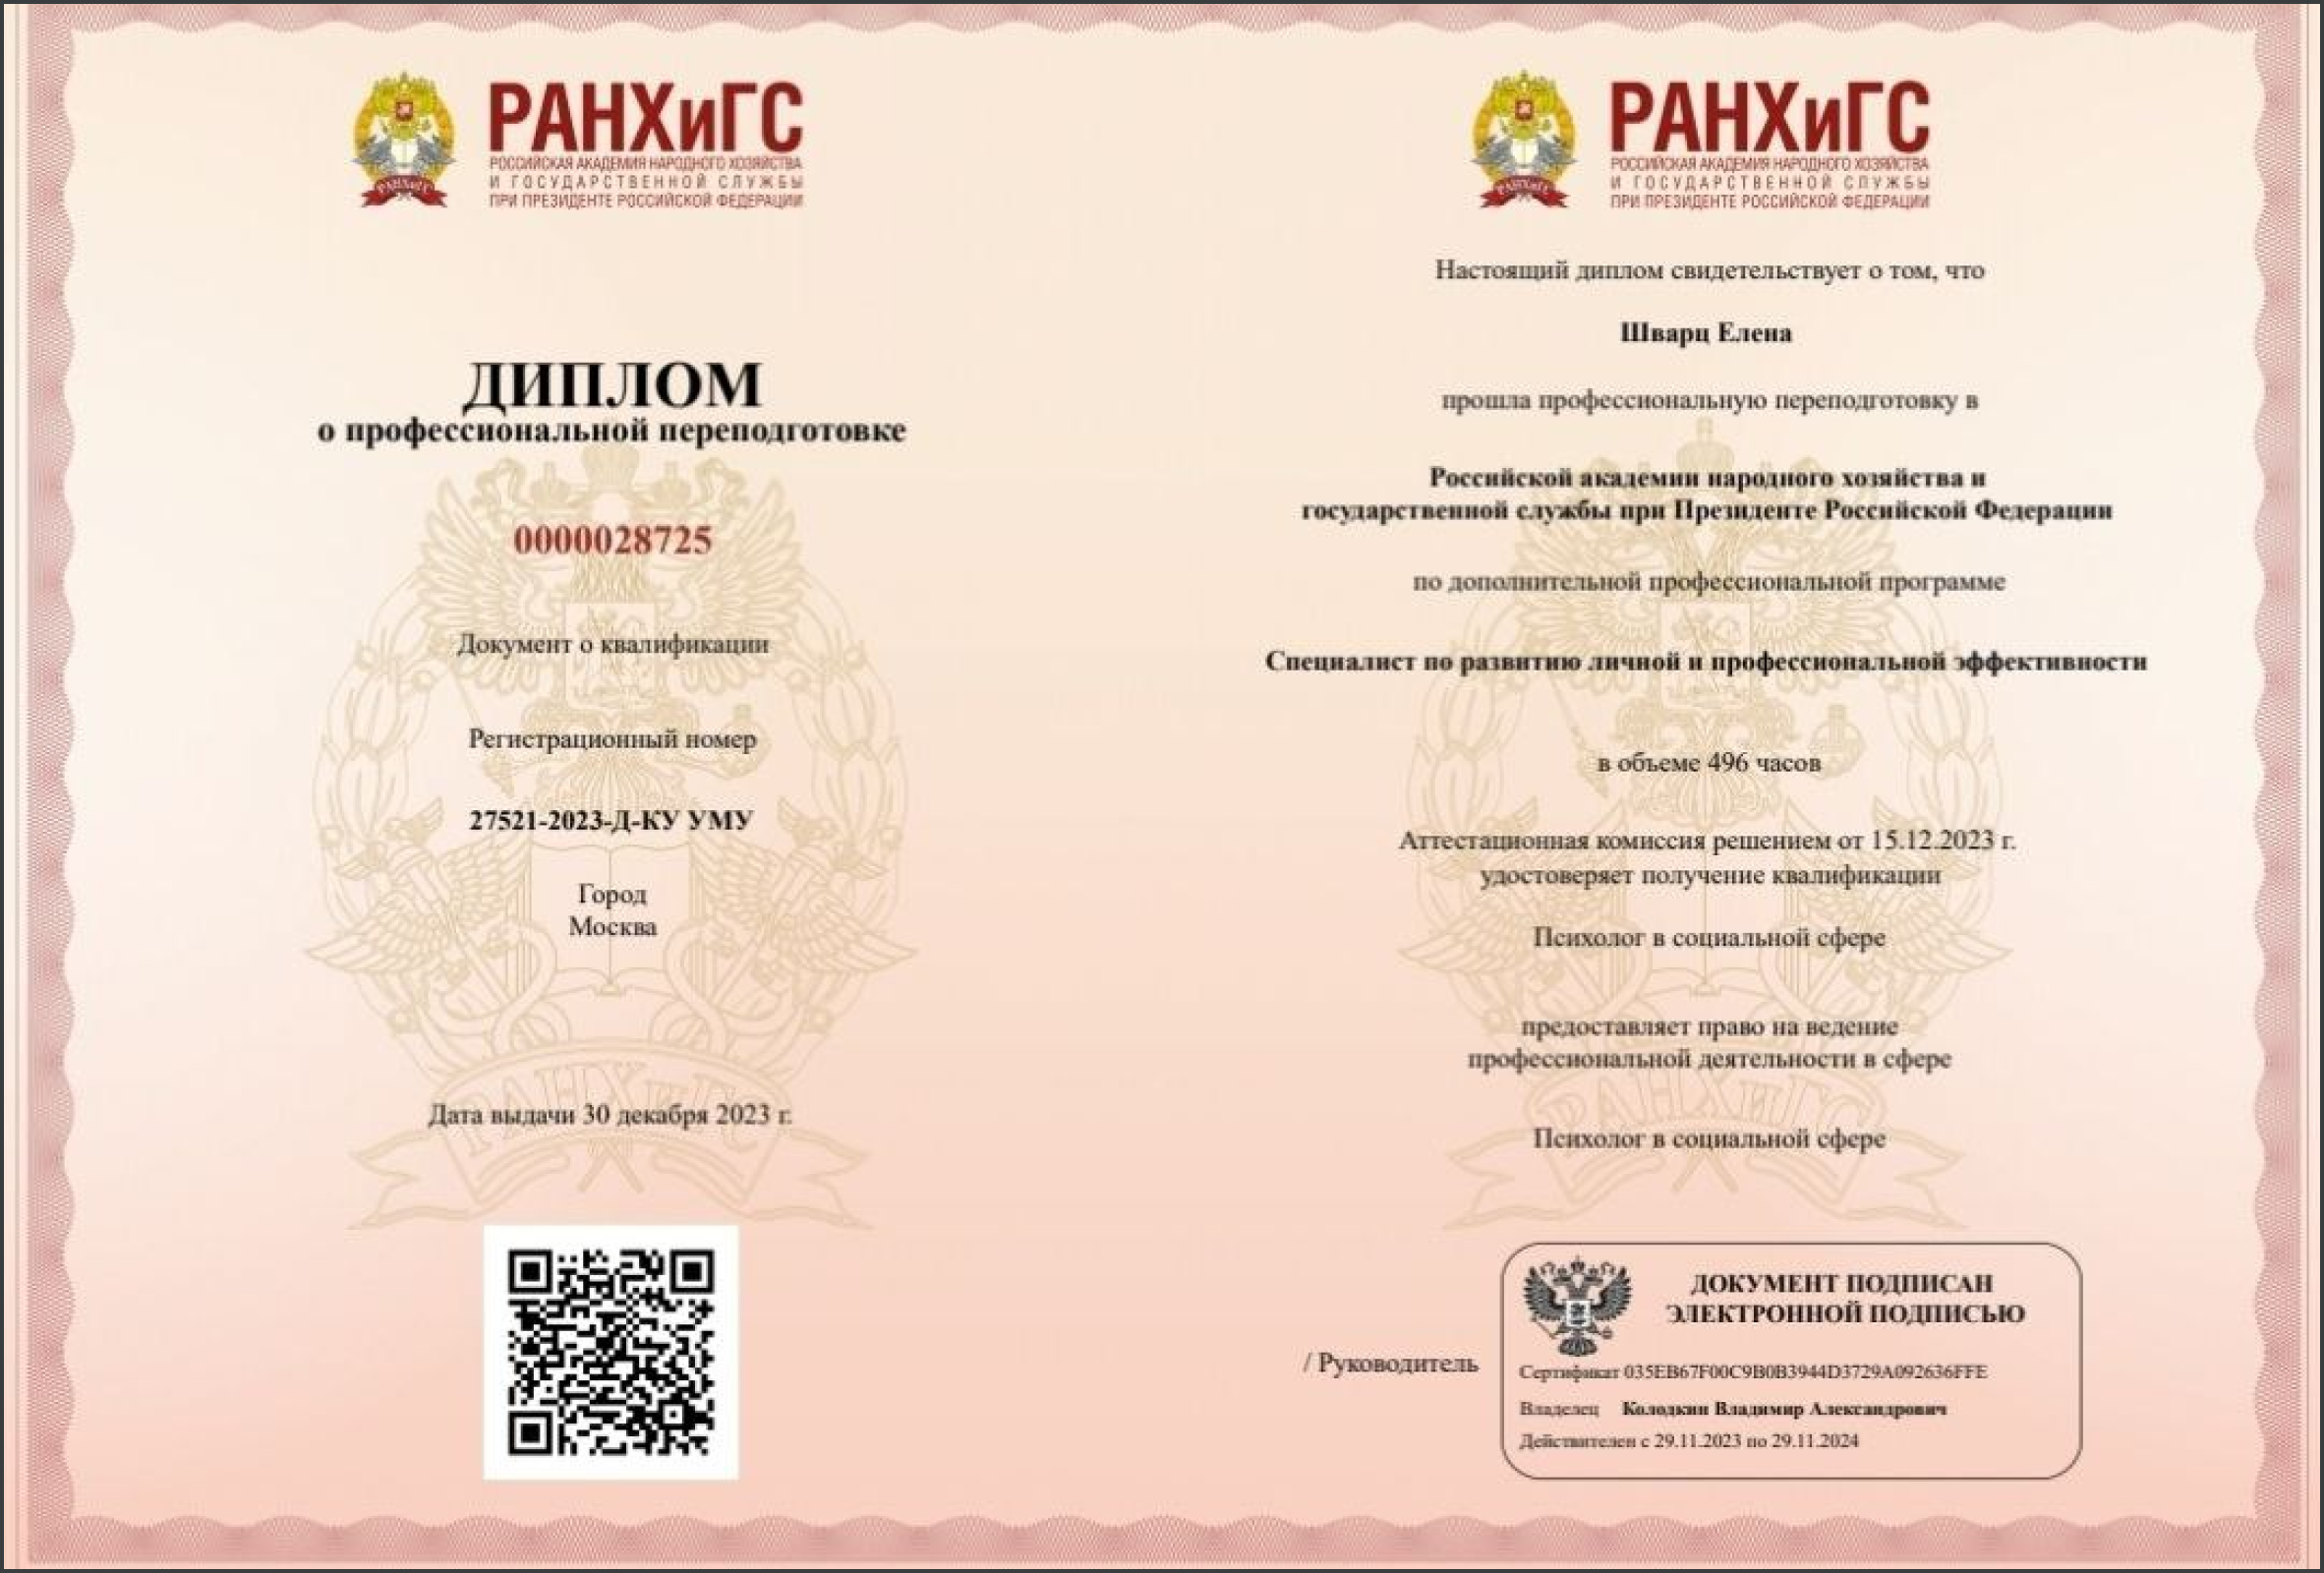 РАНХиГС
РОССИЙСКАЯ АКАДЕМИЯ НАРОДНОГО ХОЗЯЙСТВА
И ГОСУДАРСТВЕННОЙ СЛУЖБЫ
ПРИ ПРЕЗИДЕНТЕ РОССИЙСКОЙ ФЕДЕРАЦИИ
РАНХиГС
ДИПЛОМ
о профессиональной переподготовке
0000028725
Документ о квалификации
Регистрационный номер
27521-2023-Д-КУ УМУ
Город
Москва
РАНХиГС
Дата выдачи 30 декабря 2023 г.
РАНХиГС
РОССИЙСКАЯ АКАДЕМИЯ НАРОДНОГО ХОЗЯЙСТВА
И ГОСУДАРСТВЕННОЙ СЛУЖБЫ
ПРИ ПРЕЗИДЕНТЕ РОССИЙСКОЙ ФЕДЕРАЦИИ
РАНХиГС
Настоящий диплом свидетельствует о том, что
Шварц Елена
прошла профессиональную переподготовку в
Российской академии народного хозяйства и
государственной службы при Президенте Российской Федерации
по дополнительной профессиональной программе
Специалист по развитию личной и профессиональной эффективности
в объеме 496 часов
Аттестационная комиссия решением от 15.12.2023 г.
удостоверяет получение квалификации
Психолог в социальной сфере
предоставляет право на ведение
профессиональной деятельности в сфере
РАНХиГС
Психолог в социальной сфере
/ Руководитель
ДОКУМЕНТ ПОДПИСАН
ЭЛЕКТРОННОЙ ПОДПИСЬЮ
Сертификат 035EB67F00C9B0B3944D3729A092636FFE
Владелец Колодкин Владимир Александрович
Действителен с 29.11.2023 по 29.11.2024